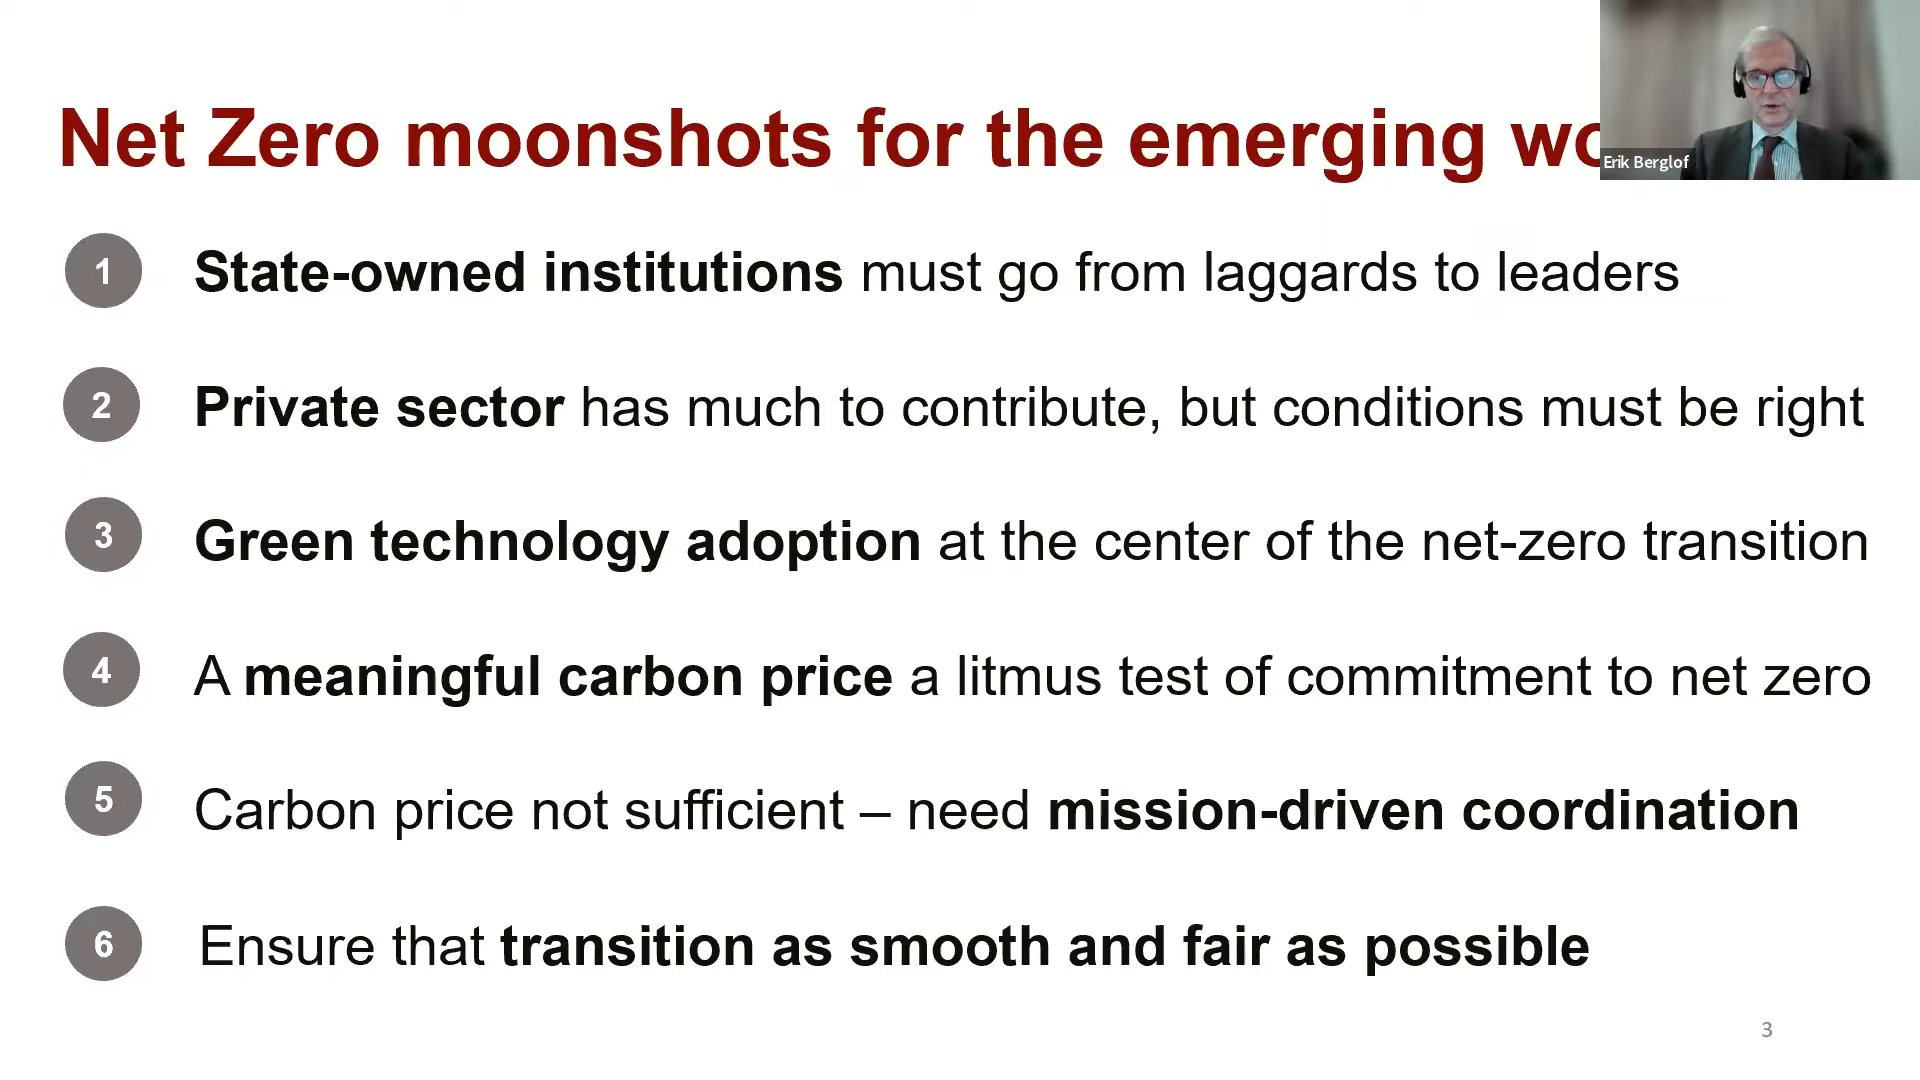 Net Zero moonshots for the emerging
Erik Berglof
1 State-owned institutions must go from laggards to leaders
2 Private sector has much to contribute, but conditions must be right
3 Green technology adoption at the center of the net-zero transition
4 A meaningful carbon price a litmus test of commitment to net zero
5 Carbon price not sufficient – need mission-driven coordination
6 Ensure that transition as smooth and fair as possible
3